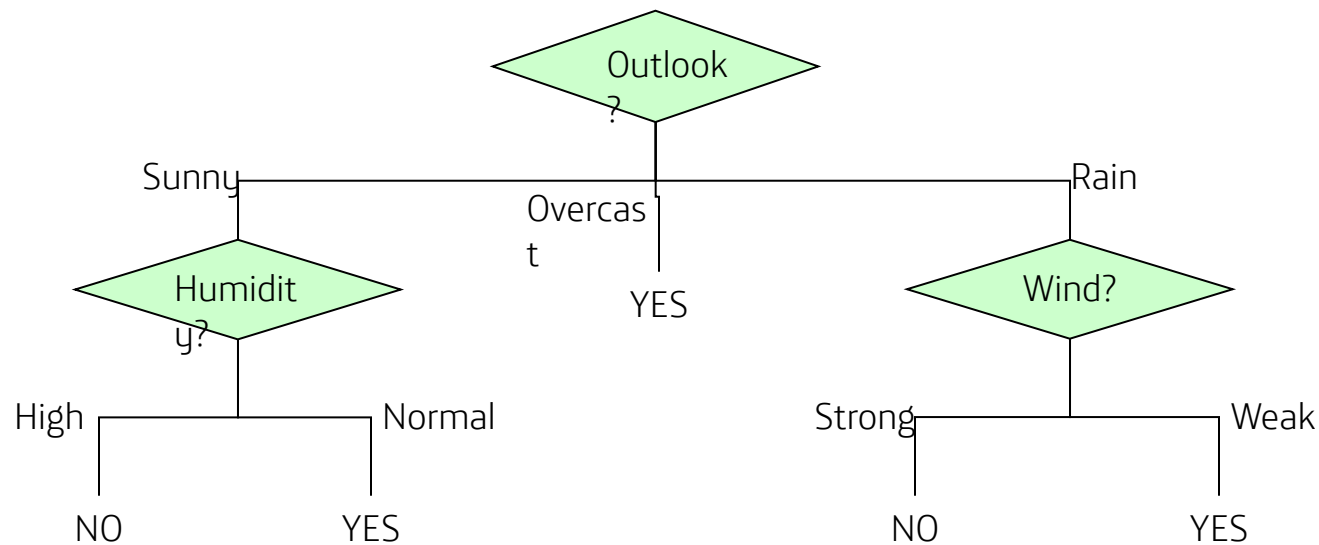 Outlook
?
Sunny
Rain
Overcas
t
Humidit
y?
Wind?
YES
High
Normal
Strong
Weak
NO
YES
NO
YES